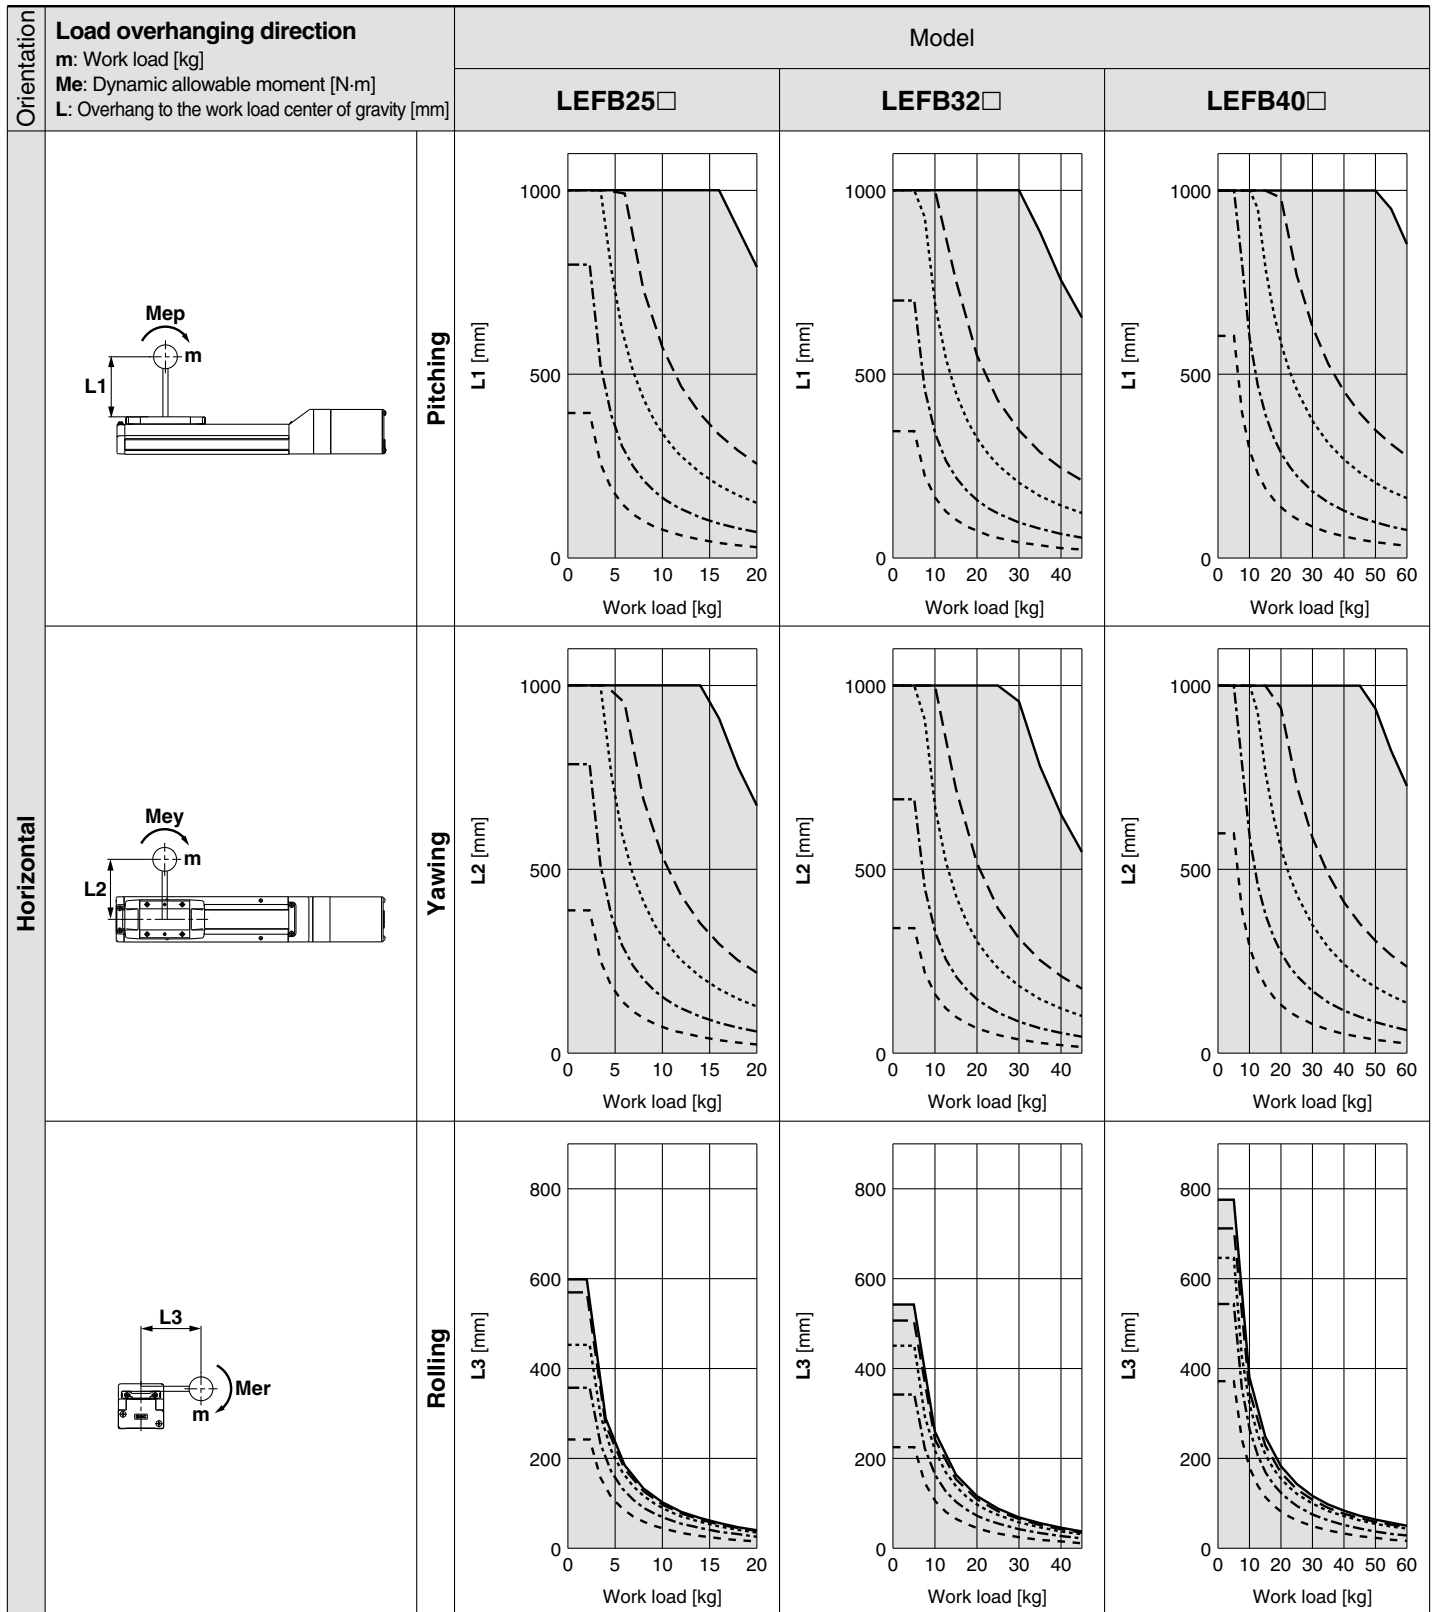 Orientation
Load overhanging direction
m: Work load [kg]
Me: Dynamic allowable moment [N·m]
L: Overhang to the work load center of gravity [mm]
Model
LEFB25□
LEFB32□
LEFB40□
Horizontal
Mep
m
L1
Pitching
L1 [mm]
1000
500
0
0 5 10 15 20
Work load [kg]
L1 [mm]
1000
500
0
0 10 20 30 40
Work load [kg]
L1 [mm]
1000
500
0
0 10 20 30 40 50 60
Work load [kg]
Mey
m
L2
Yawing
L2 [mm]
1000
500
0
0 5 10 15 20
Work load [kg]
L2 [mm]
1000
500
0
0 10 20 30 40
Work load [kg]
L2 [mm]
1000
500
0
0 10 20 30 40 50 60
Work load [kg]
L3
Mer
m
Rolling
L3 [mm]
800
600
400
200
0
0 5 10 15 20
Work load [kg]
L3 [mm]
800
600
400
200
0
0 10 20 30 40
Work load [kg]
L3 [mm]
800
600
400
200
0
0 10 20 30 40 50 60
Work load [kg]